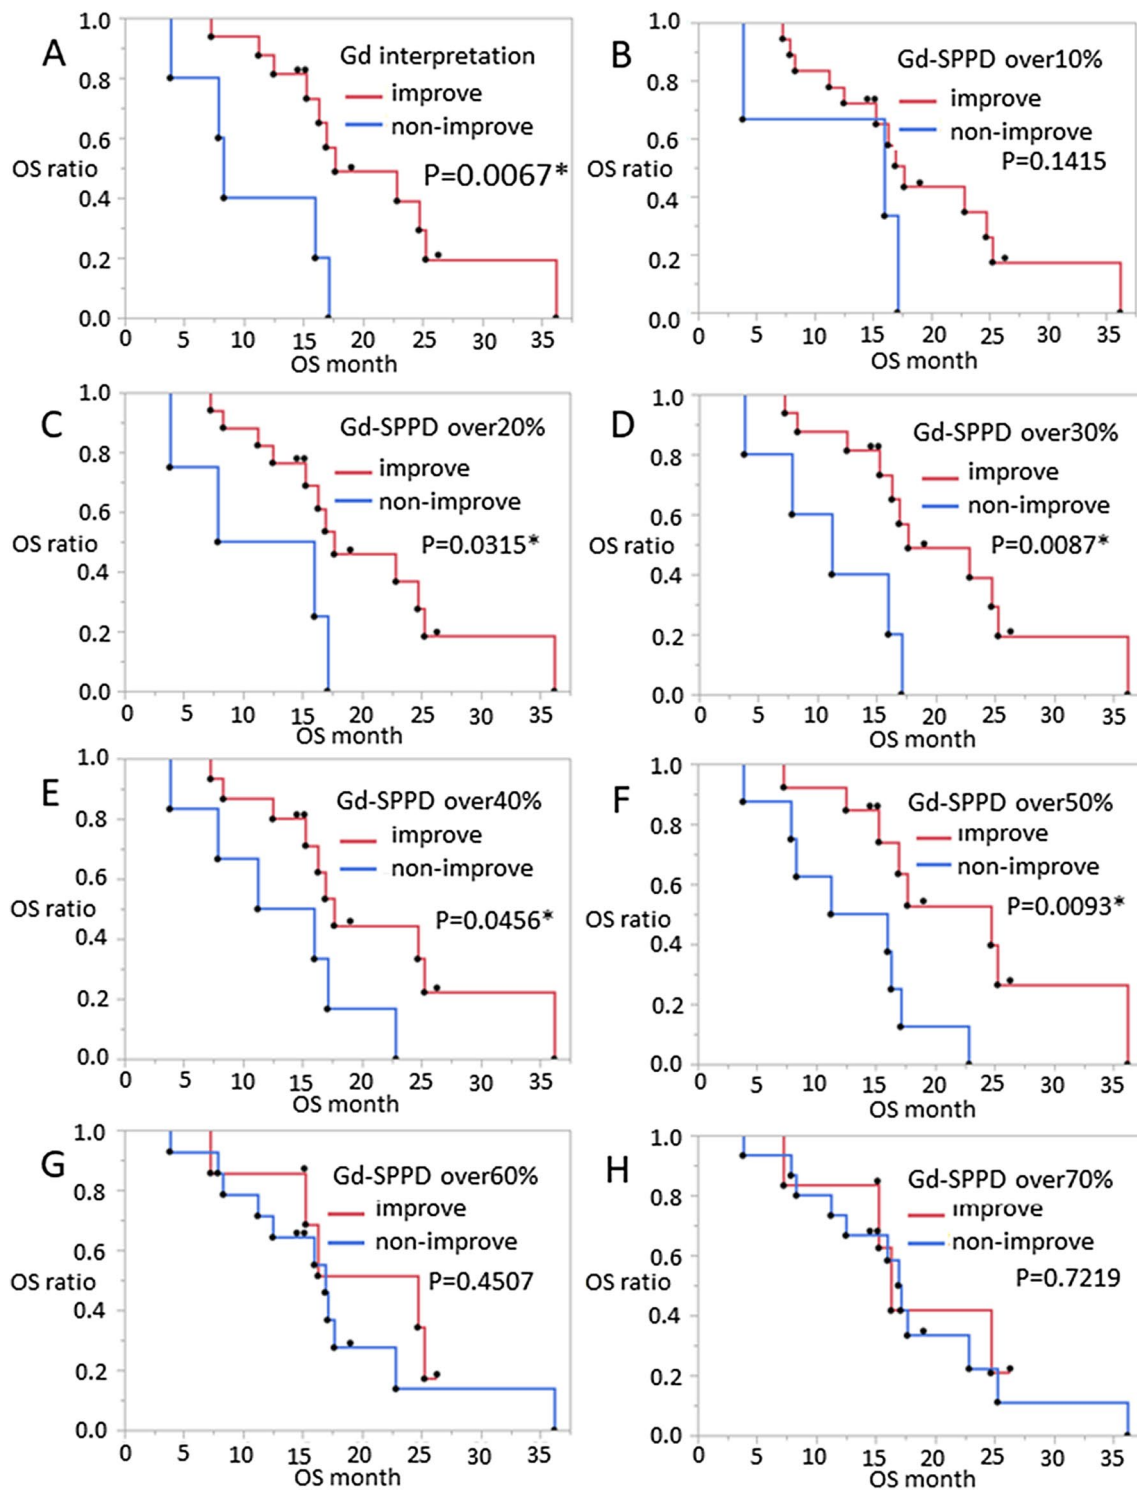 A
Gd interpretation
improve
non-improve
P=0.0067*
OS ratio
1.0
0.8
0.6
0.4
0.2
0.0
0 5 10 15 20 25 30 35
OS month
B
Gd-SPPD over10%
improve
non-improve
P=0.1415
OS ratio
1.0
0.8
0.6
0.4
0.2
0.0
0 5 10 15 20 25 30 35
OS month
C
Gd-SPPD over20%
improve
non-improve
P=0.0315*
OS ratio
1.0
0.8
0.6
0.4
0.2
0.0
0 5 10 15 20 25 30 35
OS month
D
Gd-SPPD over30%
improve
non-improve
P=0.0087*
OS ratio
1.0
0.8
0.6
0.4
0.2
0.0
0 5 10 15 20 25 30 35
OS month
E
Gd-SPPD over40%
improve
non-improve
P=0.0456*
OS ratio
1.0
0.8
0.6
0.4
0.2
0.0
0 5 10 15 20 25 30 35
OS month
F
Gd-SPPD over50%
improve
non-improve
P=0.0093*
OS ratio
1.0
0.8
0.6
0.4
0.2
0.0
0 5 10 15 20 25 30 35
OS month
G
Gd-SPPD over60%
improve
non-improve
P=0.4507
OS ratio
1.0
0.8
0.6
0.4
0.2
0.0
0 5 10 15 20 25 30 35
OS month
H
Gd-SPPD over70%
improve
non-improve
P=0.7219
OS ratio
1.0
0.8
0.6
0.4
0.2
0.0
0 5 10 15 20 25 30 35
OS month